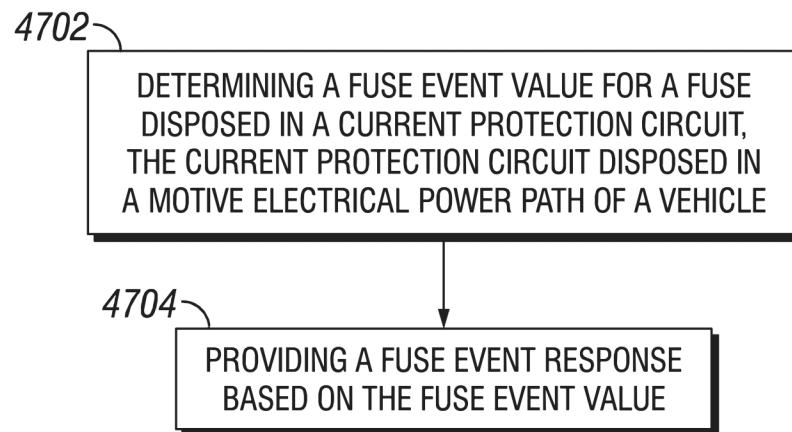 4702
DETERMINING A FUSE EVENT VALUE FOR A FUSE
DISPOSED IN A CURRENT PROTECTION CIRCUIT,
THE CURRENT PROTECTION CIRCUIT DISPOSED IN
A MOTIVE ELECTRICAL POWER PATH OF A VEHICLE
4704
PROVIDING A FUSE EVENT RESPONSE
BASED ON THE FUSE EVENT VALUE